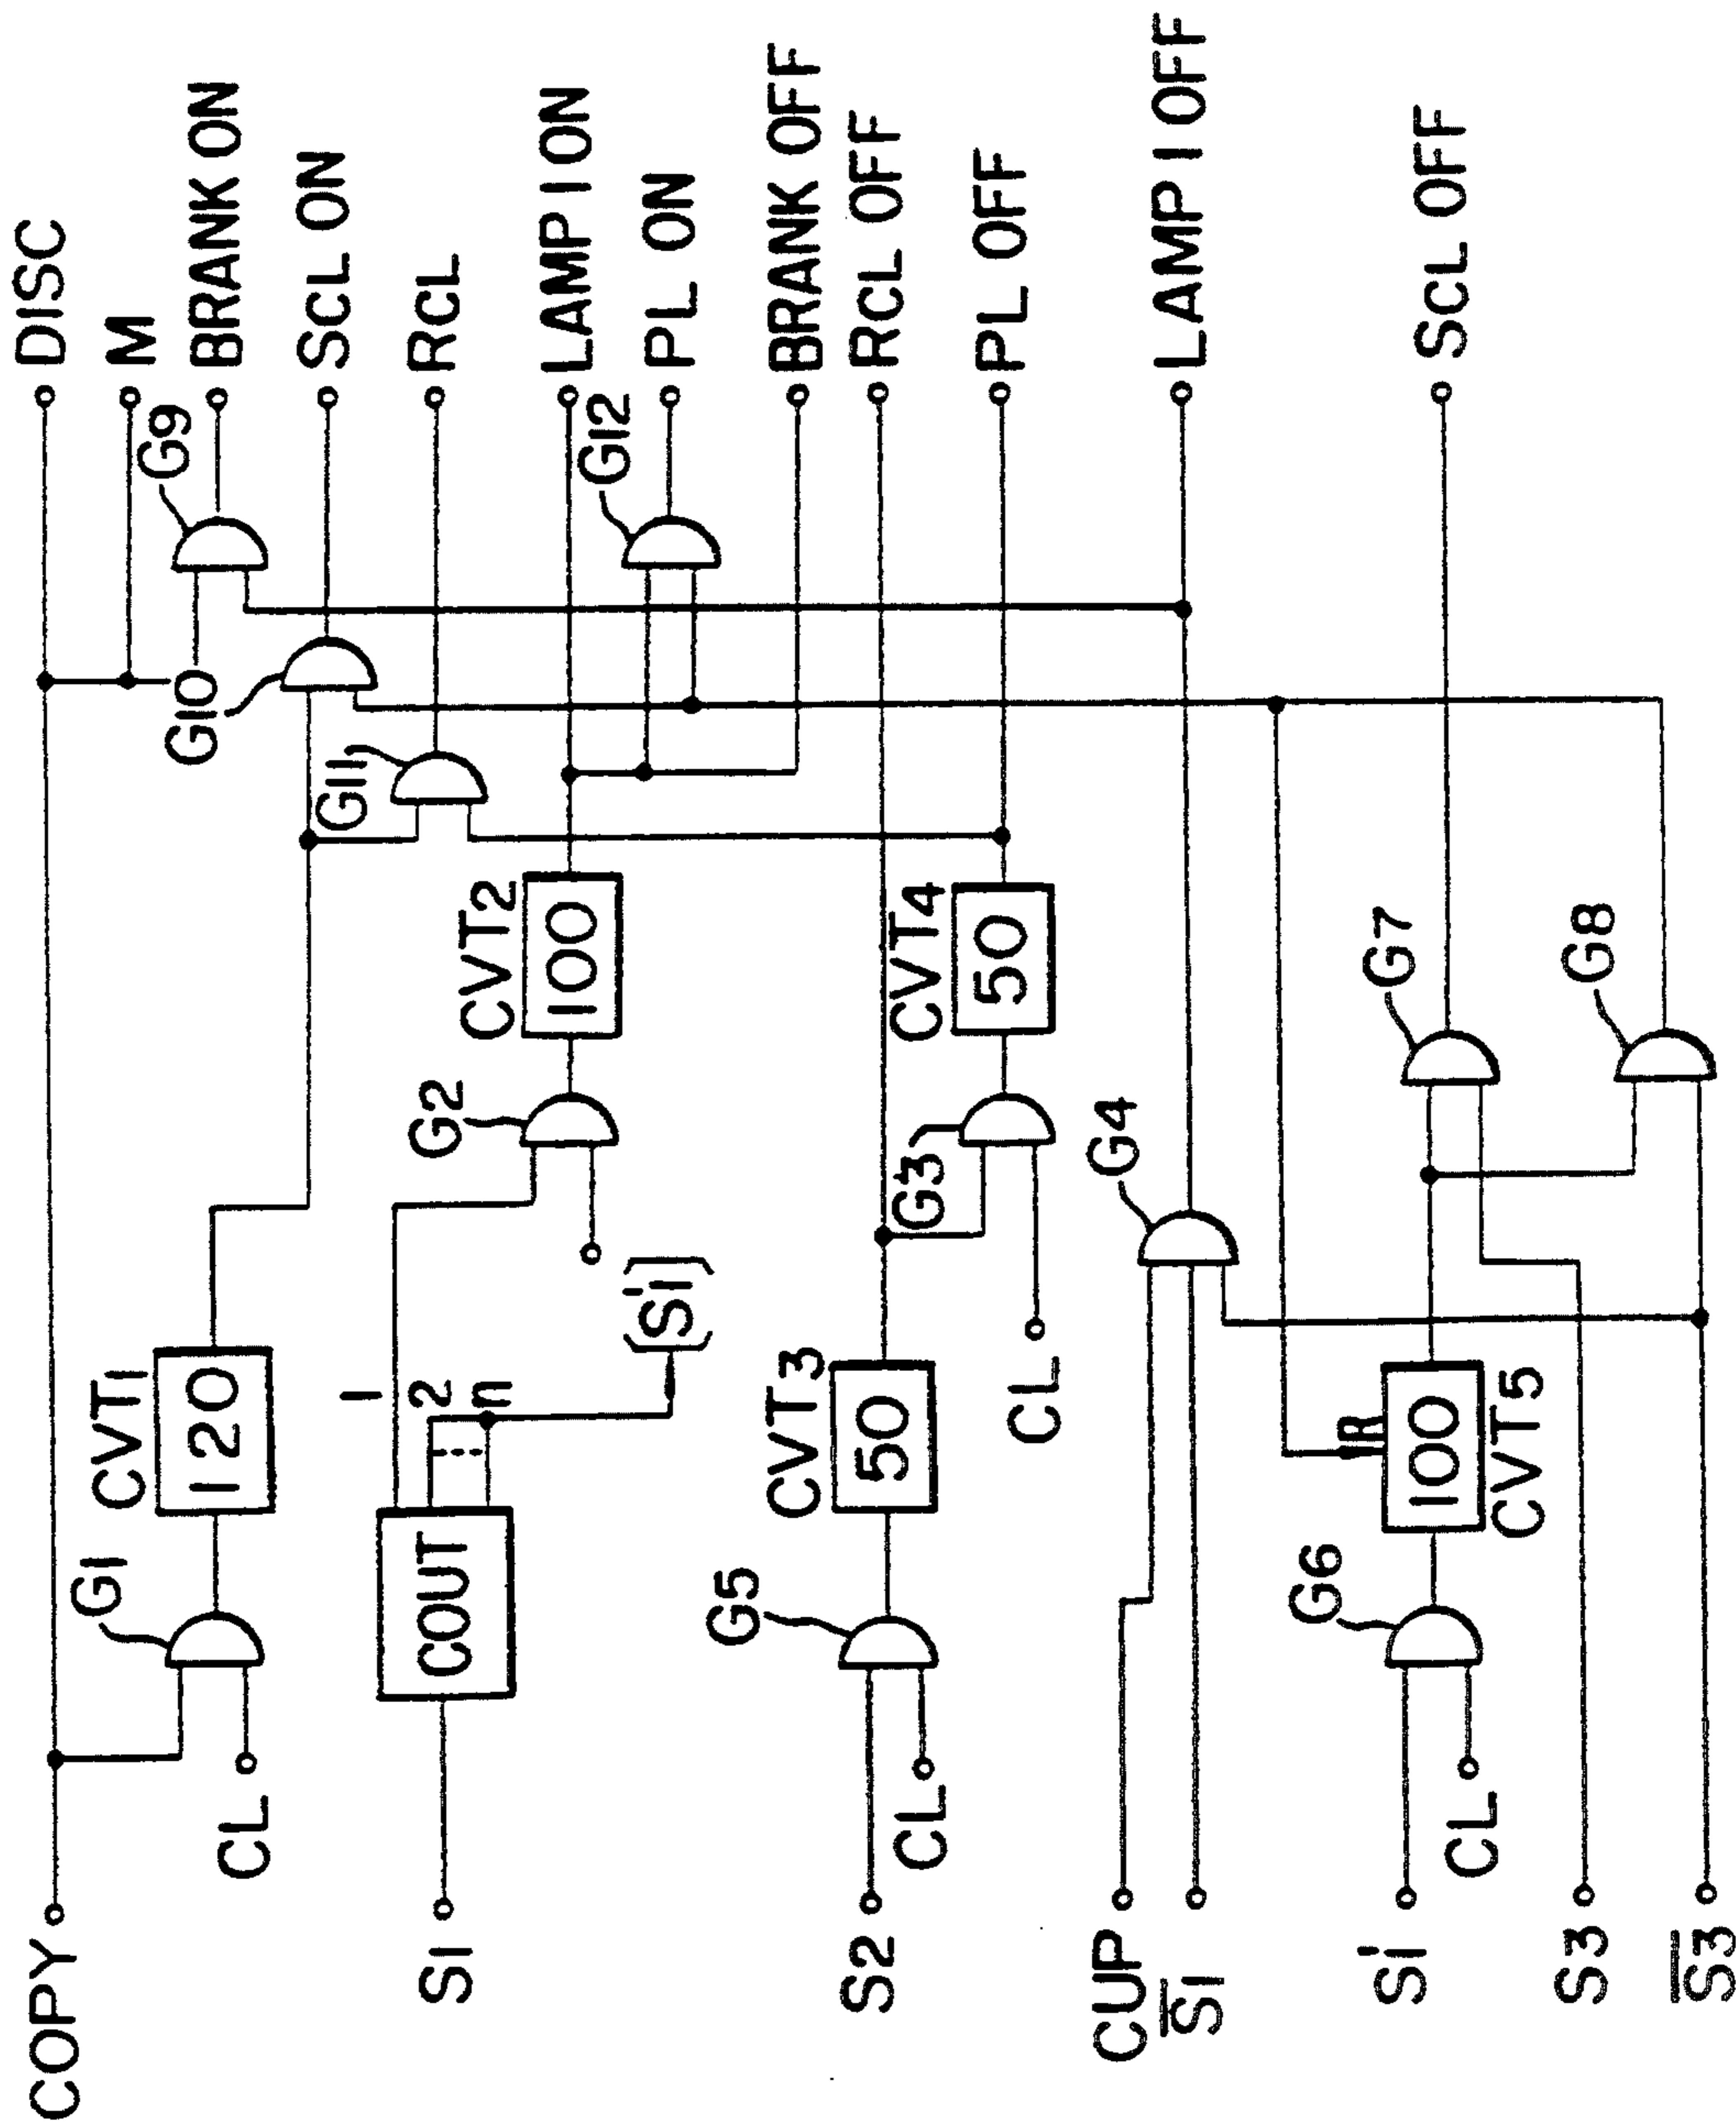 COPY
CL
S1
S2
CL
CUP
S̅1̅
S1'
CL
S3
S̅3̅
G1
CVT1
120
COUT
1
2
n
(S1')
G2
CVT2
100
G5
CVT3
50
CL
G3
CVT4
50
G4
G6
R
100
CVT5
G7
G8
G11
G10
G9
G12
DISC
M
BRANK ON
SCL ON
RCL
LAMP 1 ON
PL ON
BRANK OFF
RCL OFF
PL OFF
LAMP 1 OFF
SCL OFF